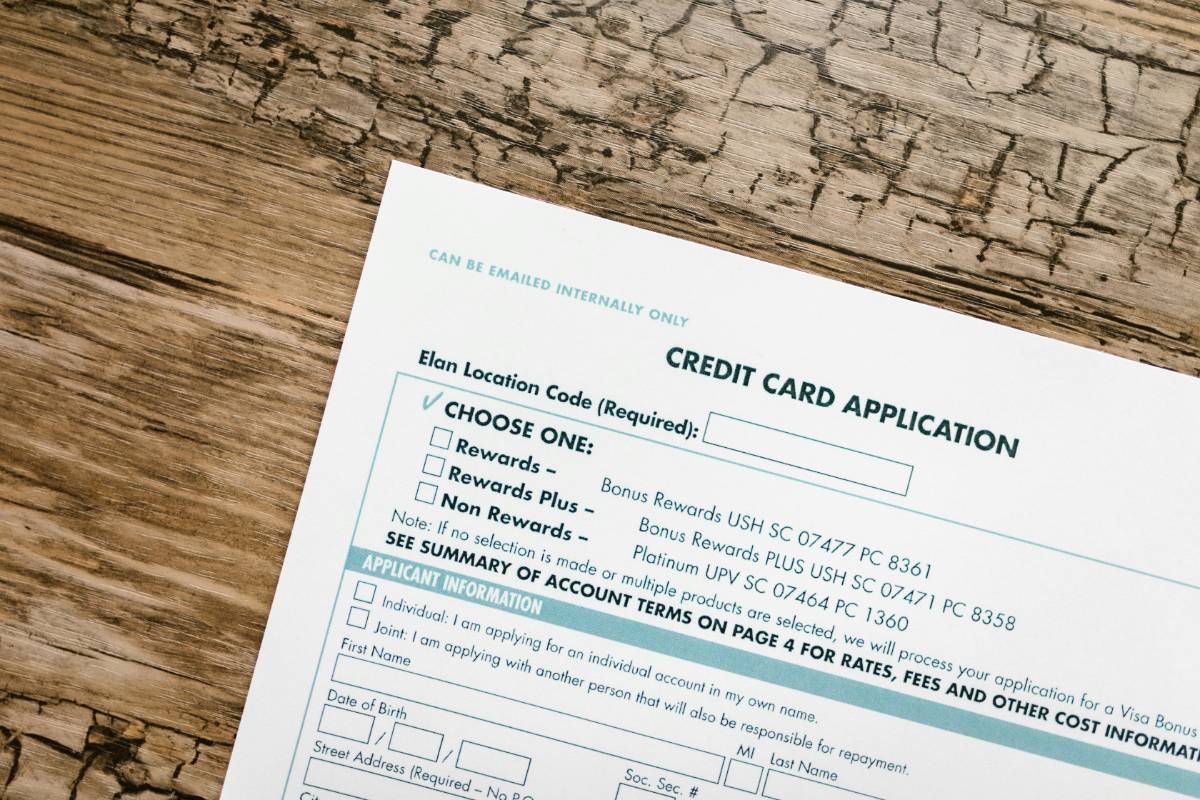 CAN BE EMAILED INTERNALLY ONLY
CREDIT CARD APPLICATION
Elan Location Code (Required):
CHOOSE ONE:
Rewards – Bonus Rewards USH SC 07477 PC 8361
Rewards Plus – Bonus Rewards PLUS USH SC 07471 PC 8358
Non Rewards – Platinum UPV SC 07464 PC 1360
Note: If no selection is made or multiple products are selected, we will process your application for a Visa Bonus
SEE SUMMARY OF ACCOUNT TERMS ON PAGE 4 FOR RATES, FEES AND OTHER COST
APPLICANT INFORMATION
Individual: I am applying for an individual account in my own name.
Joint: I am applying with another person that will also be responsible for repayment.
First Name MI Last Name
Date of Birth
/ /
Soc. Sec. #
Street Address (Required – No